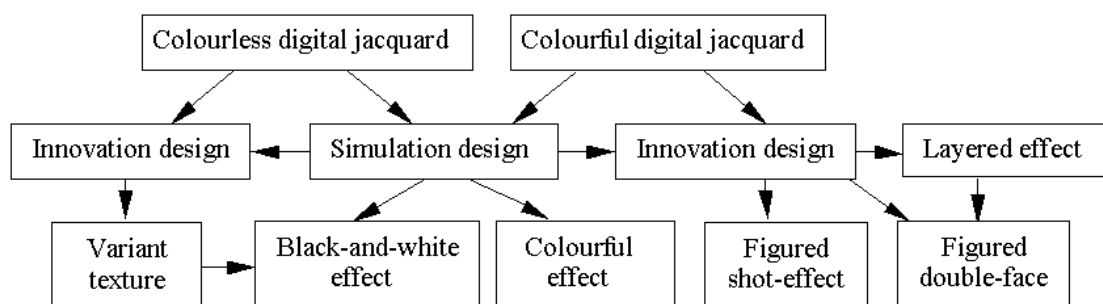 Colourless digital jacquard
Colourful digital jacquard
Innovation design
Simulation design
Innovation design
Layered effect
Variant
texture
Black-and-white
effect
Colourful
effect
Figured
shot-effect
Figured
double-face